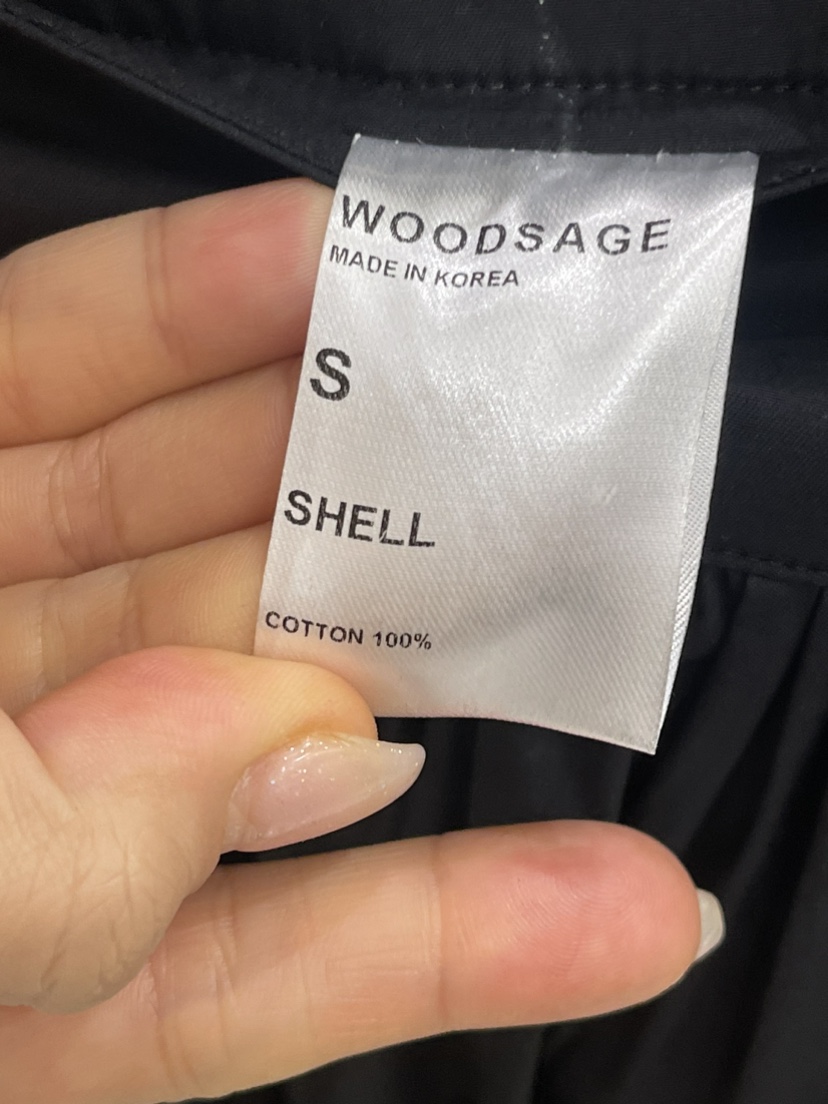 WOODSAGE
MADE IN KOREA
S
SHELL
COTTON 100%